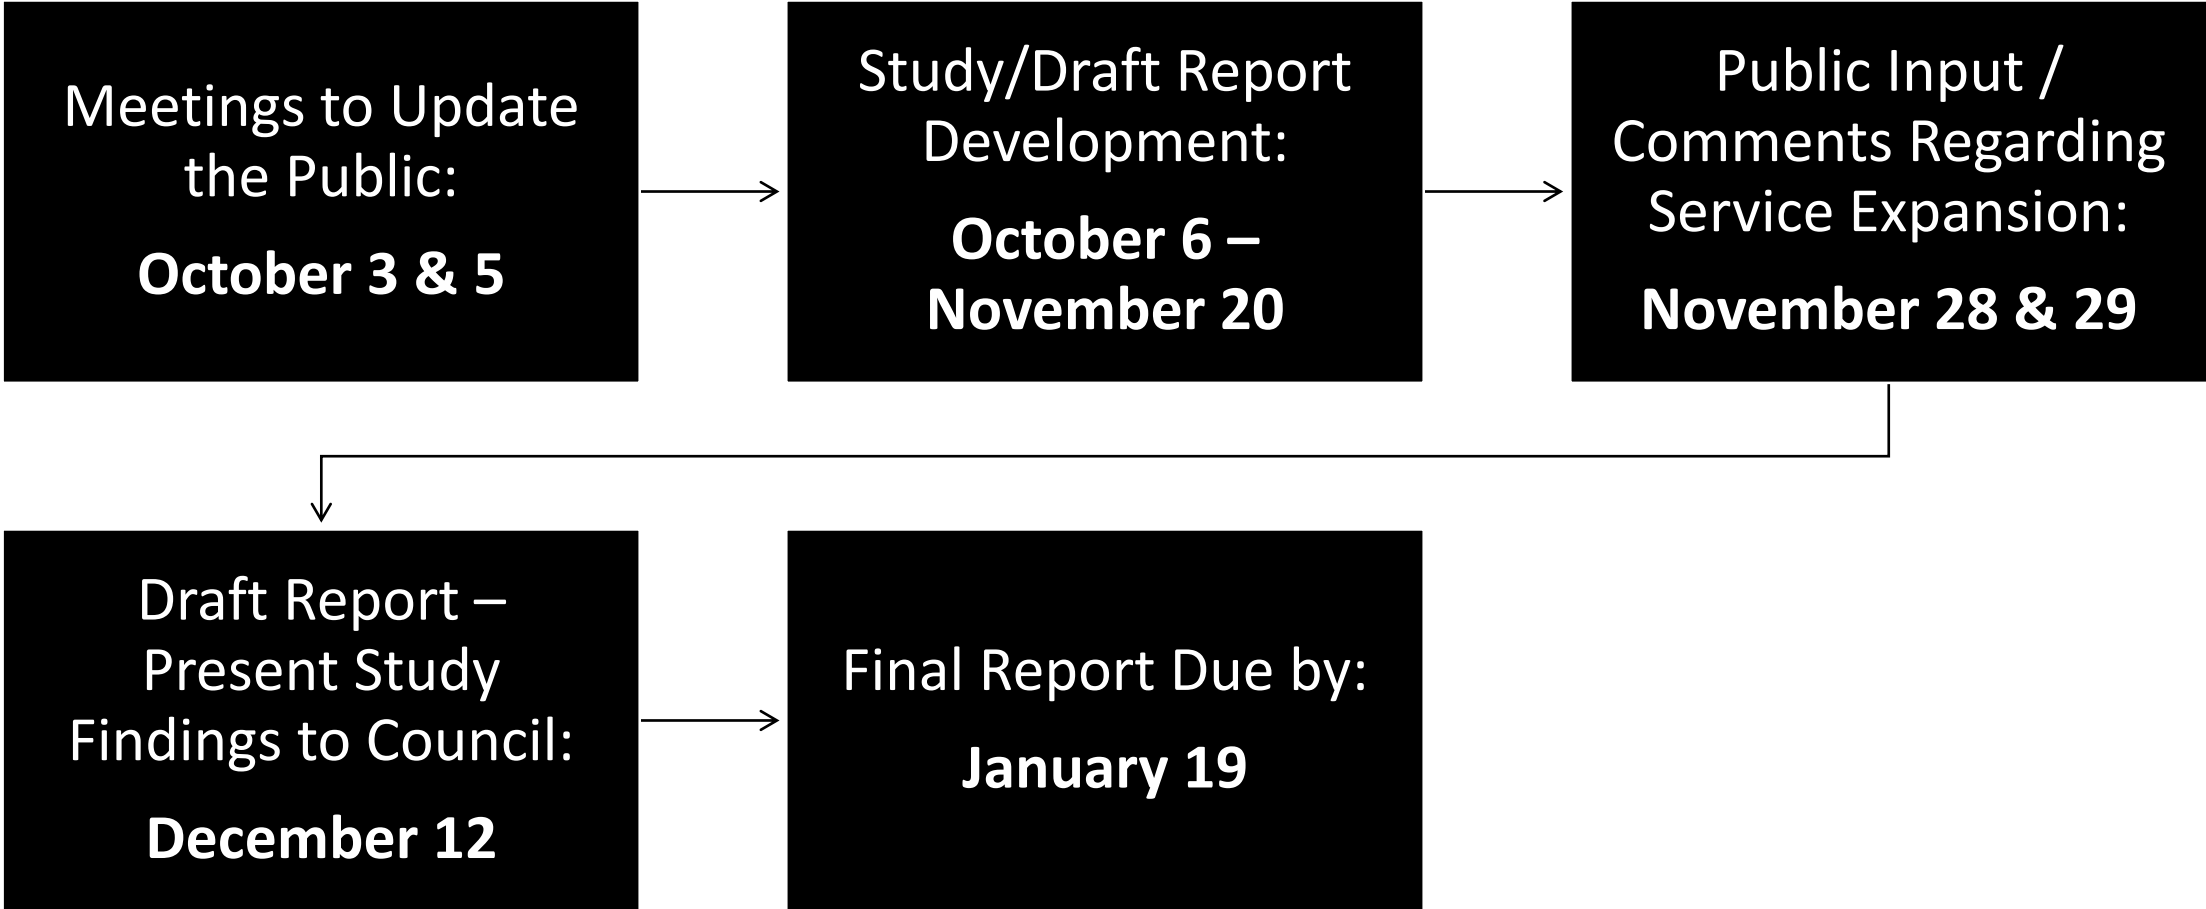 Meetings to Update
the Public:
October 3 & 5
Study/Draft Report
Development:
October 6 –
November 20
Public Input /
Comments Regarding
Service Expansion:
November 28 & 29
Draft Report –
Present Study
Findings to Council:
December 12
Final Report Due by:
January 19